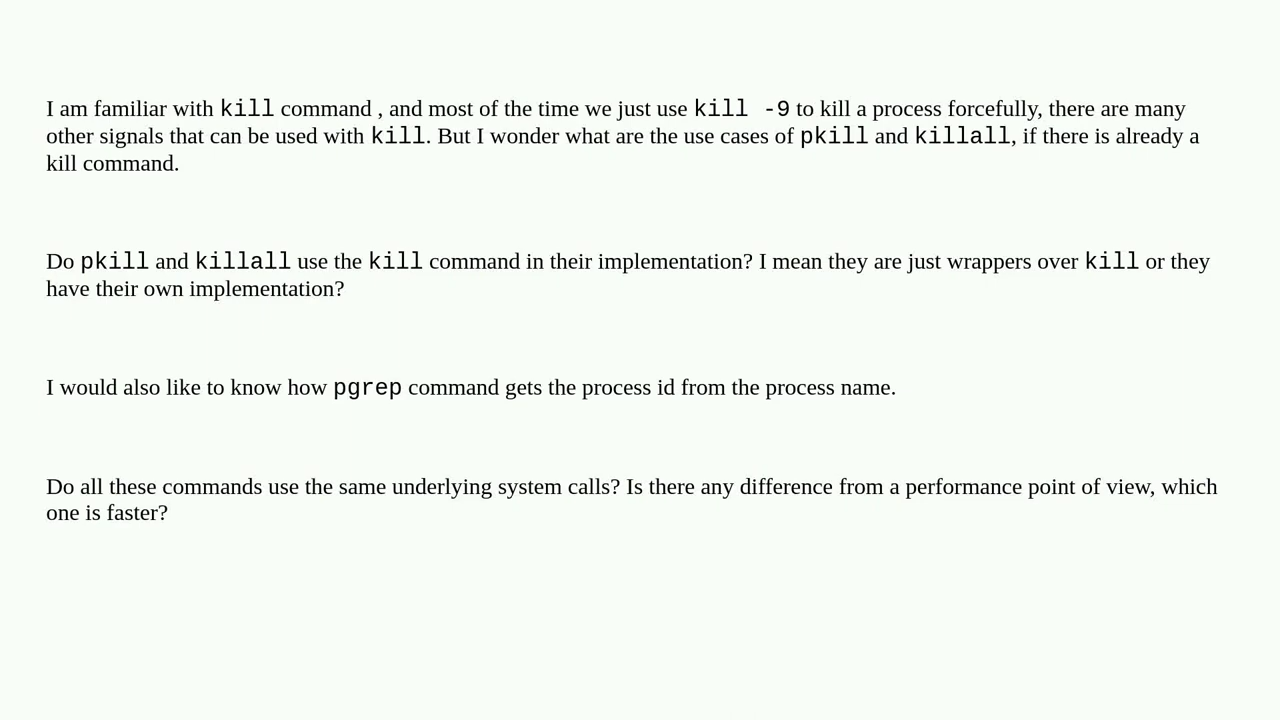 I am familiar with kill command , and most of the time we just use kill -9 to kill a process forcefully, there are many
other signals that can be used with kill. But I wonder what are the use cases of pkill and killall, if there is already a
kill command.
Do pkill and killall use the kill command in their implementation? I mean they are just wrappers over kill or they
have their own implementation?
I would also like to know how pgrep command gets the process id from the process name.
Do all these commands use the same underlying system calls? Is there any difference from a performance point of view, which
one is faster?